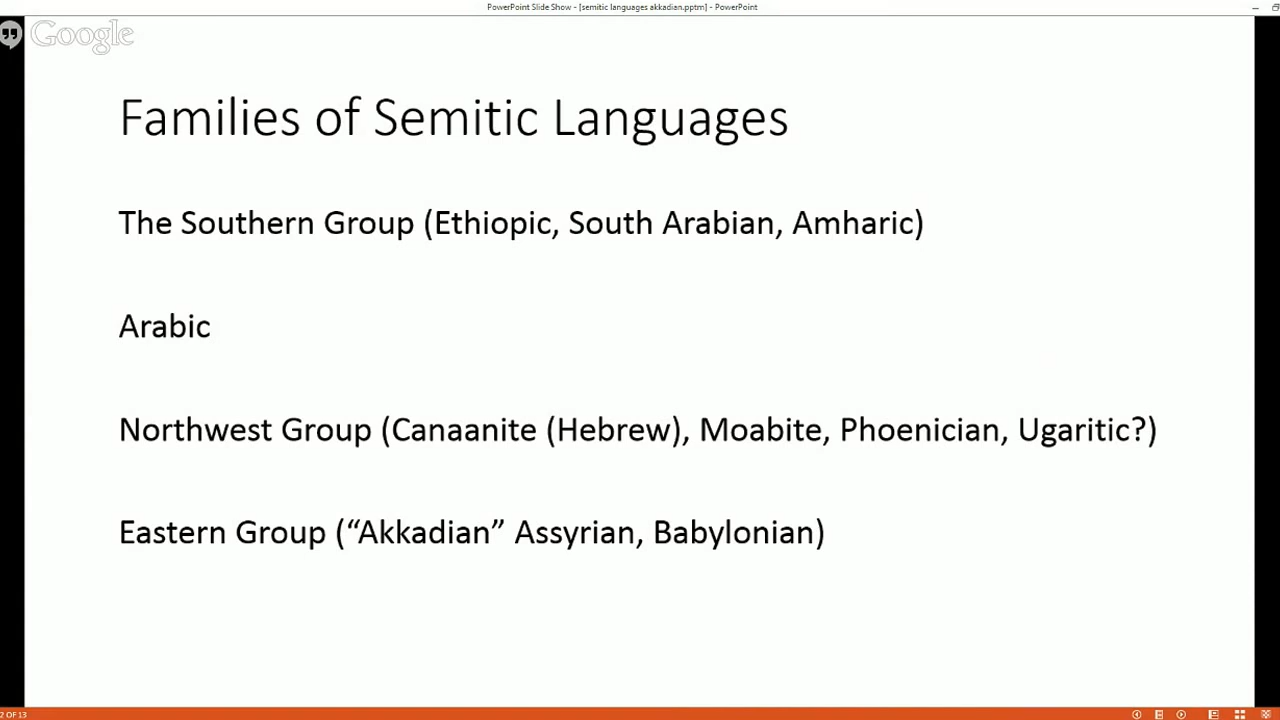 PowerPoint Slide Show - [semitic languages akkadian.pptm] - PowerPoint
Google
Families of Semitic Languages
The Southern Group (Ethiopic, South Arabian, Amharic)
Arabic
Northwest Group (Canaanite (Hebrew), Moabite, Phoenician, Ugaritic?)
Eastern Group (“Akkadian” Assyrian, Babylonian)
2 OF 13